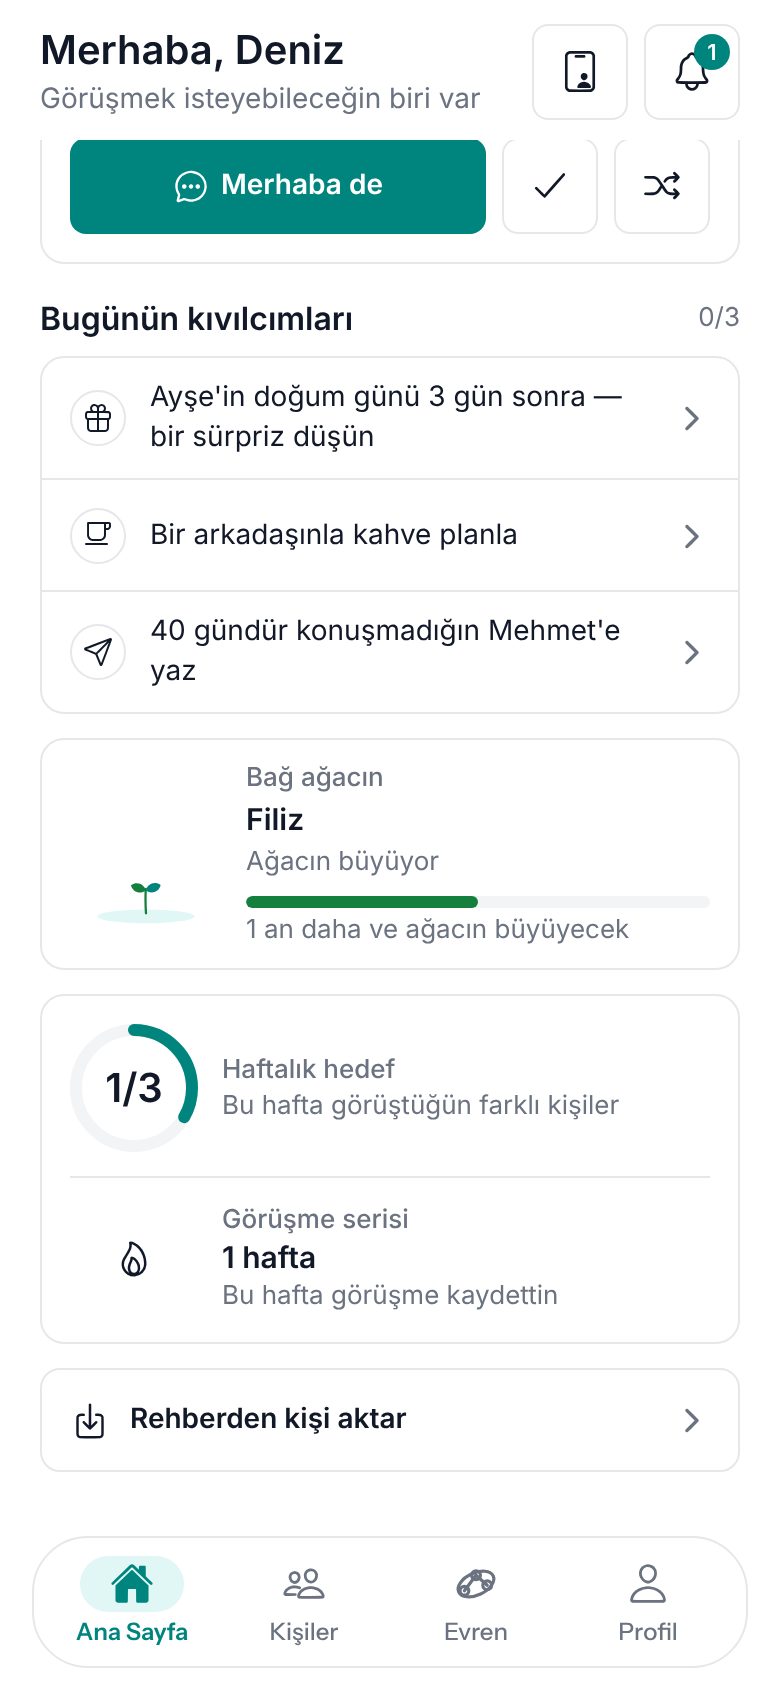 Merhaba, Deniz
Görüşmek isteyebileceğin biri var
1
Merhaba de
Bugünün kıvılcımları
0/3
Ayşe'in doğum günü 3 gün sonra —
bir sürpriz düşün
Bir arkadaşınla kahve planla
40 gündür konuşmadığın Mehmet'e
yaz
Bağ ağacın
Filiz
Ağacın büyüyor
1 an daha ve ağacın büyüyecek
1/3
Haftalık hedef
Bu hafta görüştüğün farklı kişiler
Görüşme serisi
1 hafta
Bu hafta görüşme kaydettin
Rehberden kişi aktar
Ana Sayfa
Kişiler
Evren
Profil